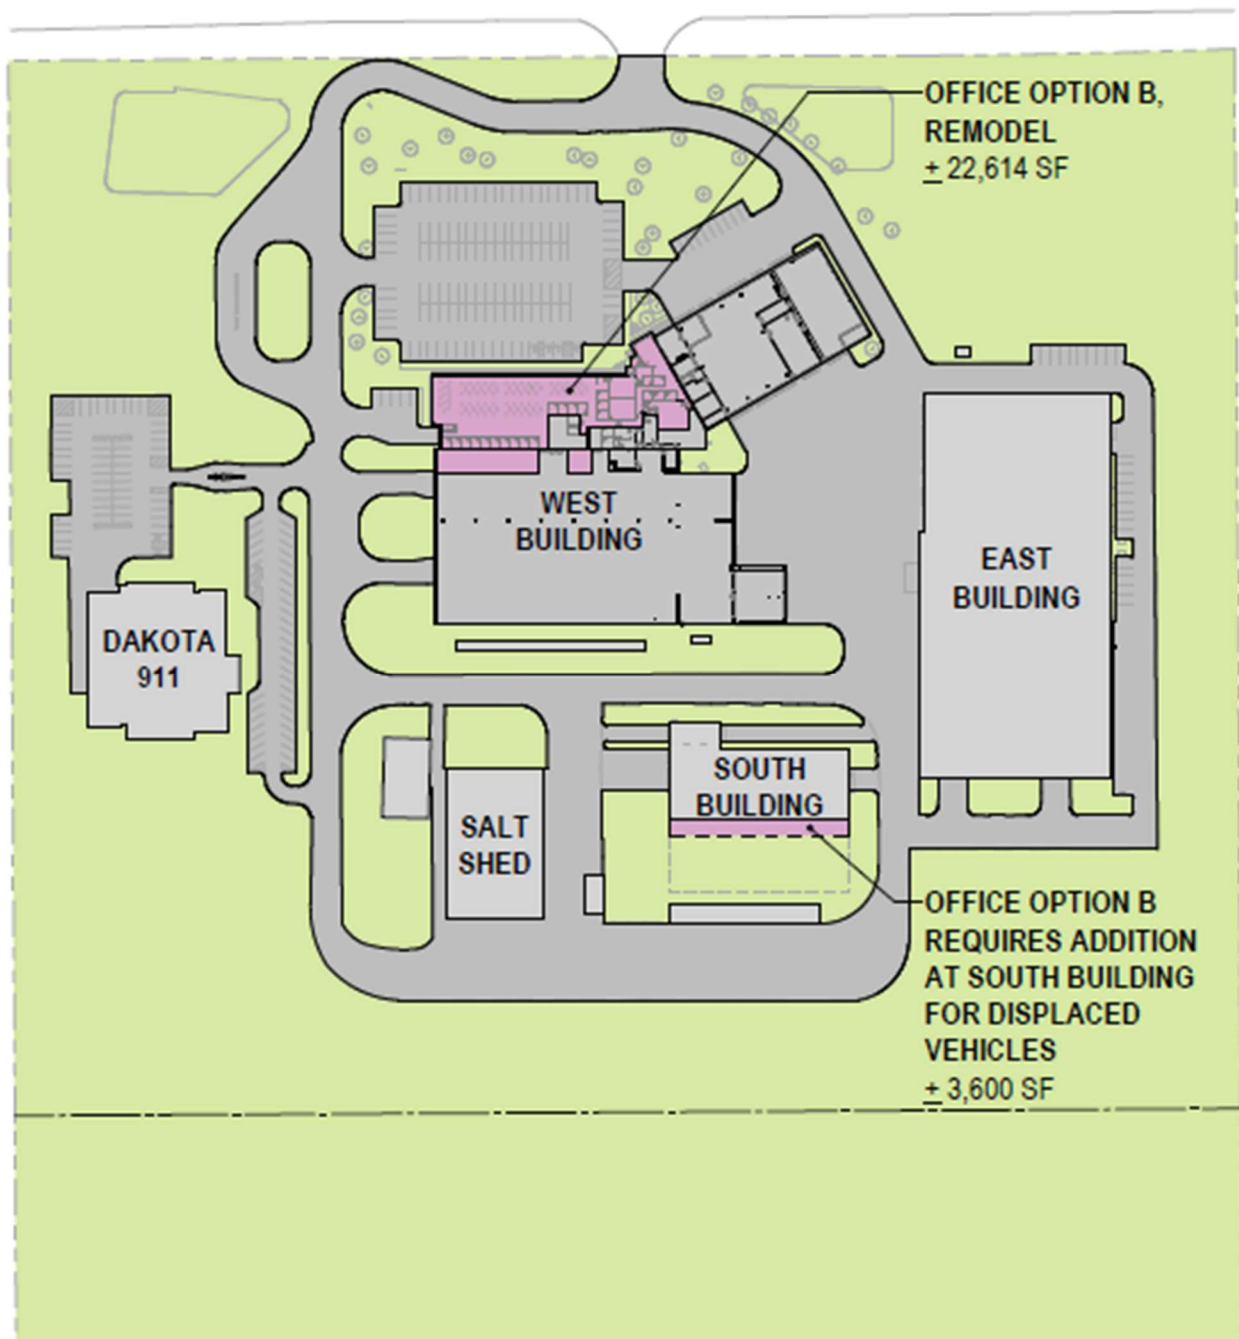 OFFICE OPTION B,
REMODEL
± 22,614 SF
WEST
BUILDING
EAST
BUILDING
DAKOTA
911
SOUTH
BUILDING
SALT
SHED
OFFICE OPTION B
REQUIRES ADDITION
AT SOUTH BUILDING
FOR DISPLACED
VEHICLES
± 3,600 SF